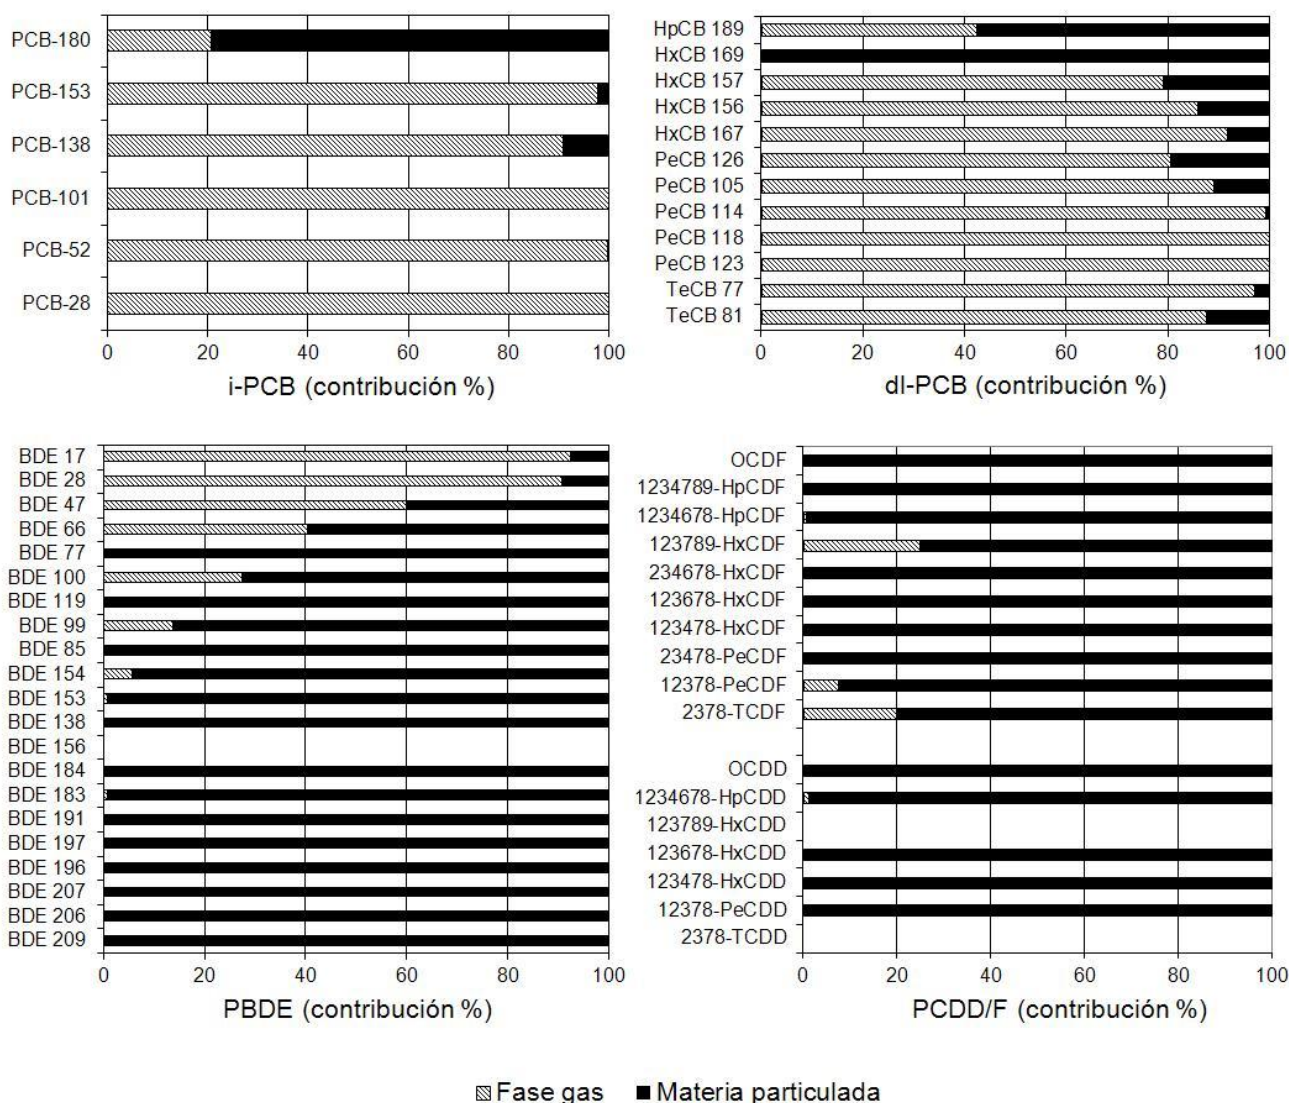 PCB-180
PCB-153
PCB-138
PCB-101
PCB-52
PCB-28
0 20 40 60 80 100
i-PCB (contribución %)
HpCB 189
HxCB 169
HxCB 157
HxCB 156
HxCB 167
PeCB 126
PeCB 105
PeCB 114
PeCB 118
PeCB 123
TeCB 77
TeCB 81
0 20 40 60 80 100
dl-PCB (contribución %)
BDE 17
BDE 28
BDE 47
BDE 66
BDE 77
BDE 100
BDE 119
BDE 99
BDE 85
BDE 154
BDE 153
BDE 138
BDE 156
BDE 184
BDE 183
BDE 191
BDE 197
BDE 196
BDE 207
BDE 206
BDE 209
0 20 40 60 80 100
PBDE (contribución %)
OCDF
1234789-HpCDF
1234678-HpCDF
123789-HxCDF
234678-HxCDF
123678-HxCDF
123478-HxCDF
23478-PeCDF
12378-PeCDF
2378-TCDF
OCDD
1234678-HpCDD
123789-HxCDD
123678-HxCDD
123478-HxCDD
12378-PeCDD
2378-TCDD
0 20 40 60 80 100
PCDD/F (contribución %)
Fase gas Materia particulada